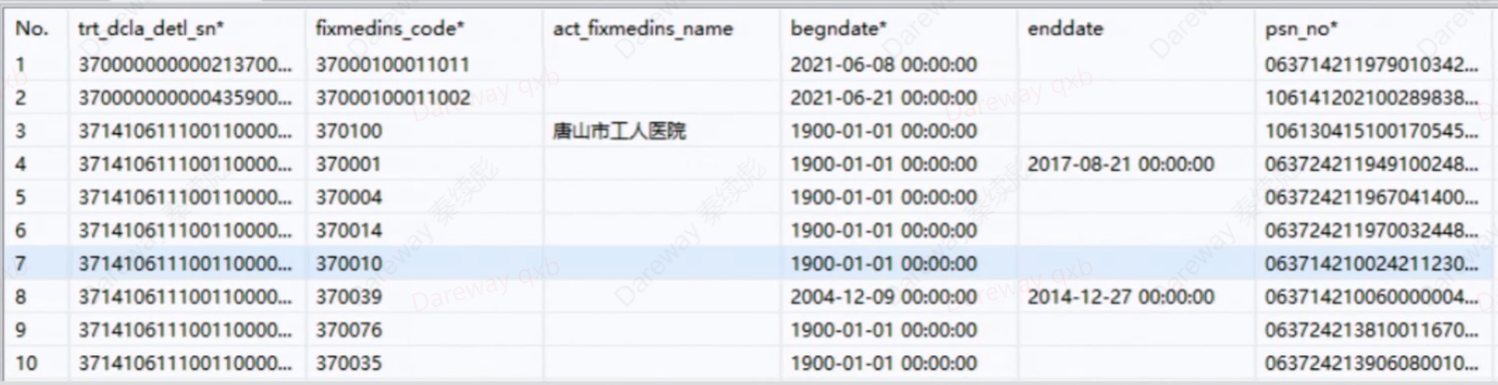 No. trt_dcla_detl_sn* fixmedins_code* act_fixmedins_name begndate* enddate psn_no*
1 370000000000213700... 37000100011011 2021-06-08 00:00:00 063714211979010342...
2 370000000000435900... 37000100011002 2021-06-21 00:00:00 106141202100289838...
3 371410611100110000... 370100 唐山市工人医院 1900-01-01 00:00:00 106130415100170545...
4 371410611100110000... 370001 1900-01-01 00:00:00 2017-08-21 00:00:00 063724211949100248...
5 371410611100110000... 370004 1900-01-01 00:00:00 063724211967041400...
6 371410611100110000... 370014 1900-01-01 00:00:00 063724211970032448...
7 371410611100110000... 370010 1900-01-01 00:00:00 063714210024211230...
8 371410611100110000... 370039 2004-12-09 00:00:00 2014-12-27 00:00:00 063714210060000004...
9 371410611100110000... 370076 1900-01-01 00:00:00 063724213810011670...
10 371410611100110000... 370035 1900-01-01 00:00:00 063724213906080010...
Dareway qxb
Dareway 秦续彪